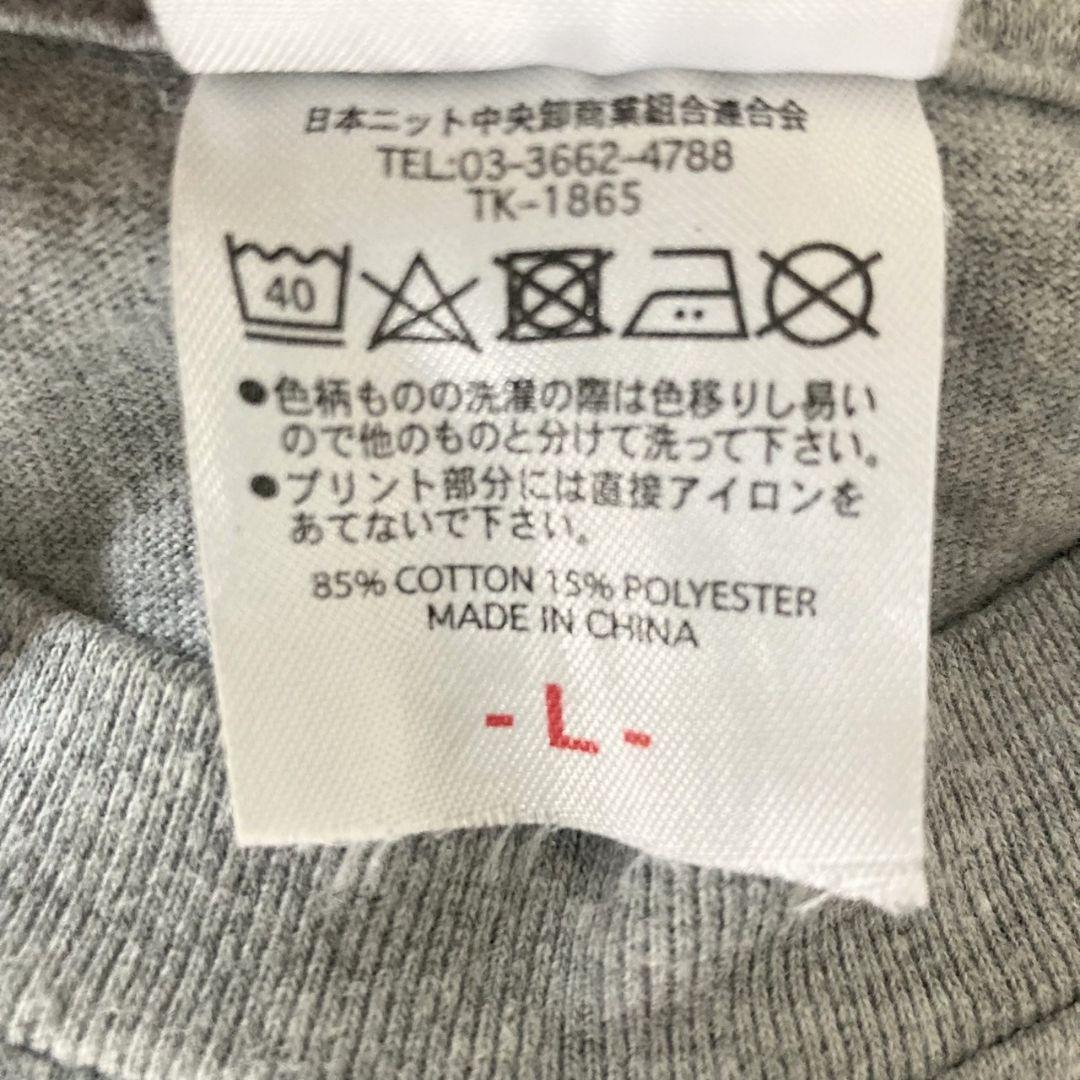 日本ニット中央卸商業組合連合会
TEL:03-3662-4788
TK-1865
40
●色柄ものの洗濯の際は色移りし易い
ので他のものと分けて洗って下さい。
●プリント部分には直接アイロンを
あてないで下さい。
85% COTTON 15% POLYESTER
MADE IN CHINA
- L -